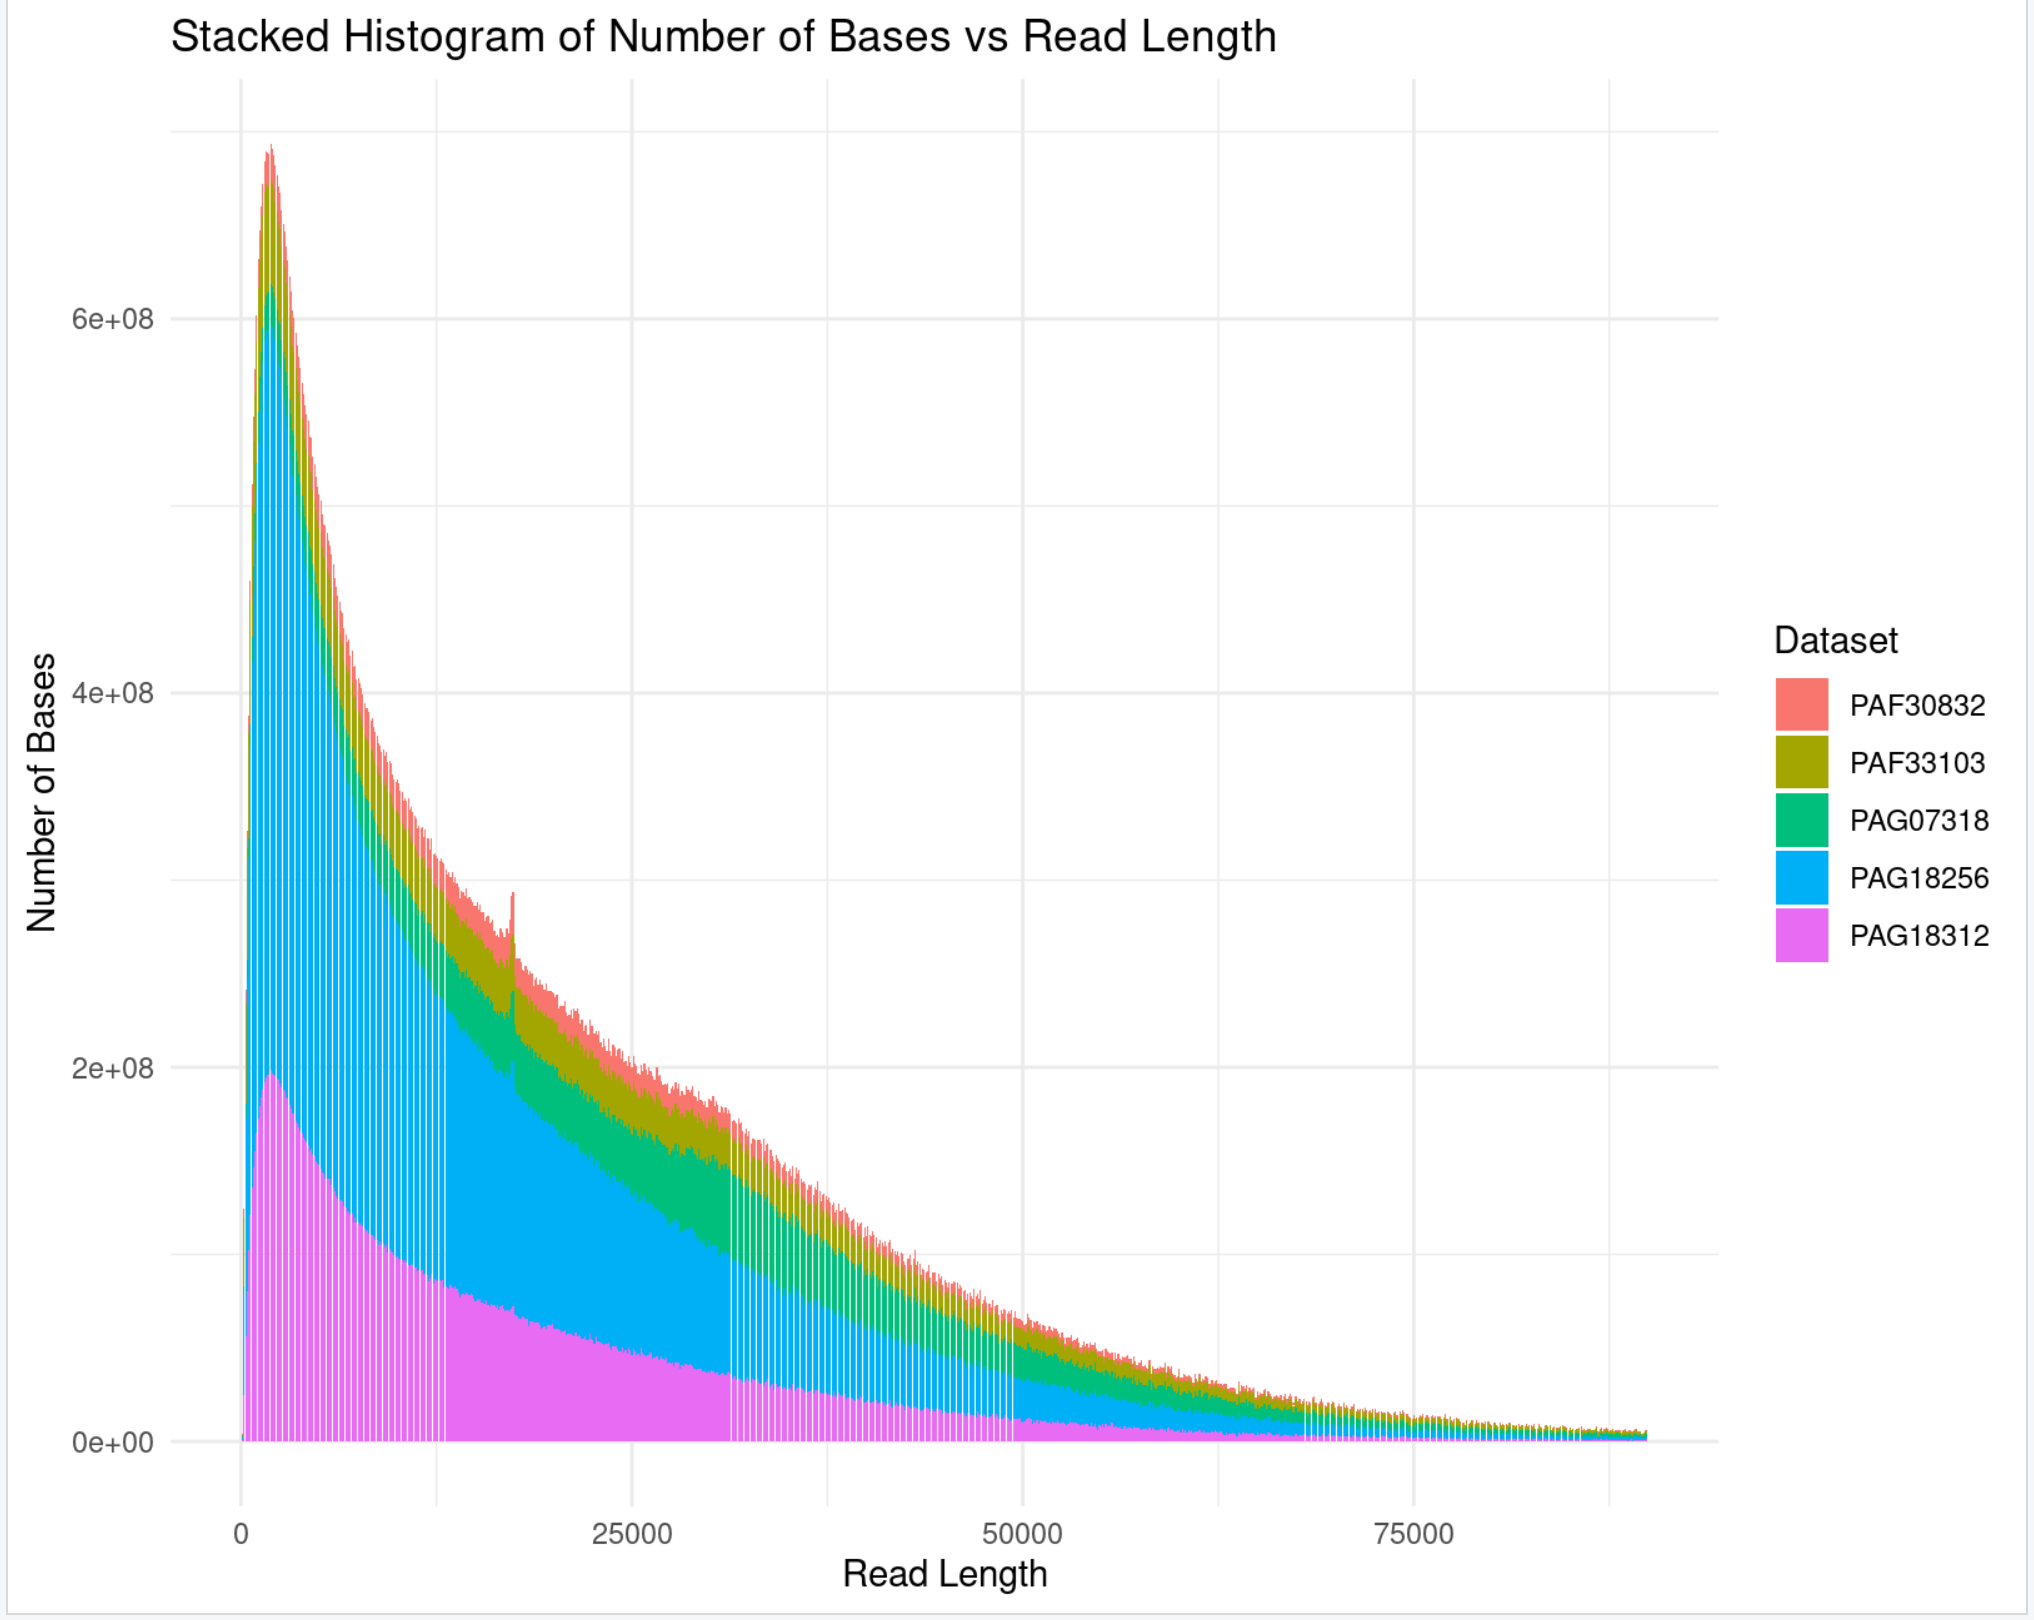 Stacked Histogram of Number of Bases vs Read Length
Number of Bases
6e+08
4e+08
2e+08
0e+00
0
25000
50000
75000
Read Length
Dataset
PAF30832
PAF33103
PAG07318
PAG18256
PAG18312